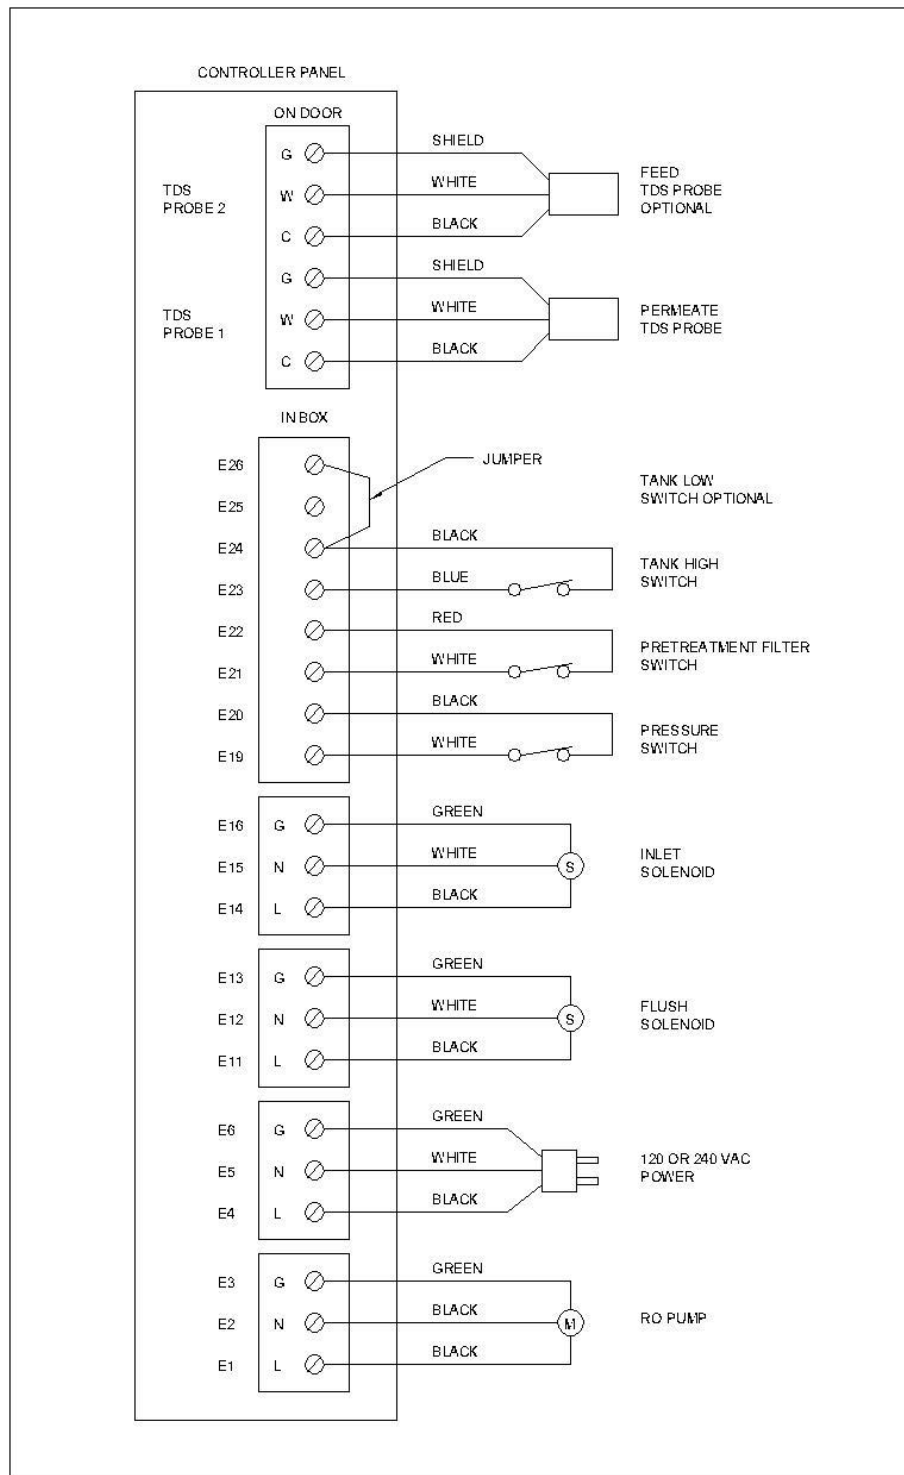 CONTROLLER PANEL
ON DOOR
G SHIELD
TDS PROBE 2
W WHITE
C BLACK
FEED
TDS PROBE
OPTIONAL
G SHIELD
TDS PROBE 1
W WHITE
C BLACK
PERMEATE
TDS PROBE
IN BOX
E26
JUMPER
E25
TANK LOW
SWITCH OPTIONAL
E24 BLACK
E23 BLUE
TANK HIGH
SWITCH
E22 RED
E21 WHITE
PRETREATMENT FILTER
SWITCH
E20 BLACK
E19 WHITE
PRESSURE
SWITCH
E16 G GREEN
E15 N WHITE S
E14 L BLACK
INLET
SOLENOID
E13 G GREEN
E12 N WHITE S
E11 L BLACK
FLUSH
SOLENOID
E6 G GREEN
E5 N WHITE
E4 L BLACK
120 OR 240 VAC
POWER
E3 G GREEN
E2 N BLACK M RO PUMP
E1 L BLACK